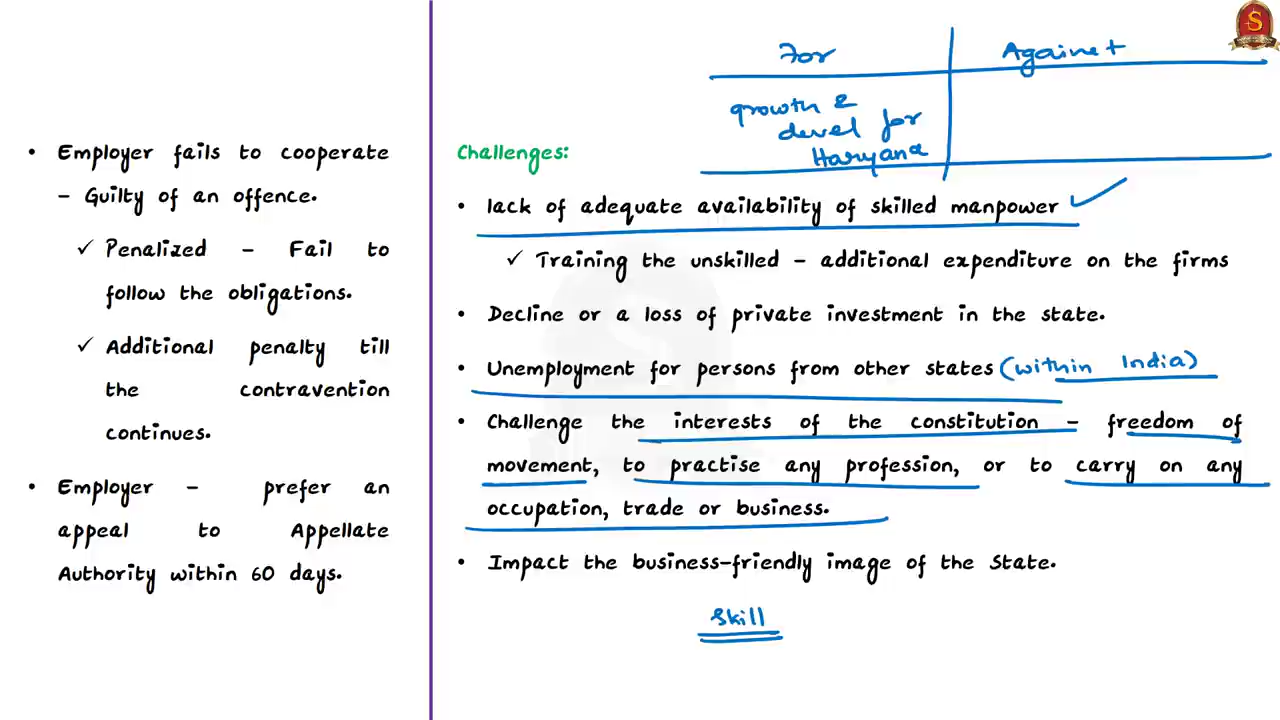 • Employer fails to cooperate
– Guilty of an offence.
✓ Penalized – Fail to
follow the obligations.
✓ Additional penalty till
the contravention
continues.
• Employer – prefer an
appeal to Appellate
Authority within 60 days.
For
Against
growth &
devel for
Haryana
Challenges:
• lack of adequate availability of skilled manpower ✓
✓ Training the unskilled – additional expenditure on the firms
• Decline or a loss of private investment in the state.
• Unemployment for persons from other states (within India)
• Challenge the interests of the constitution – freedom of
movement, to practise any profession, or to carry on any
occupation, trade or business.
• Impact the business-friendly image of the State.
Skill